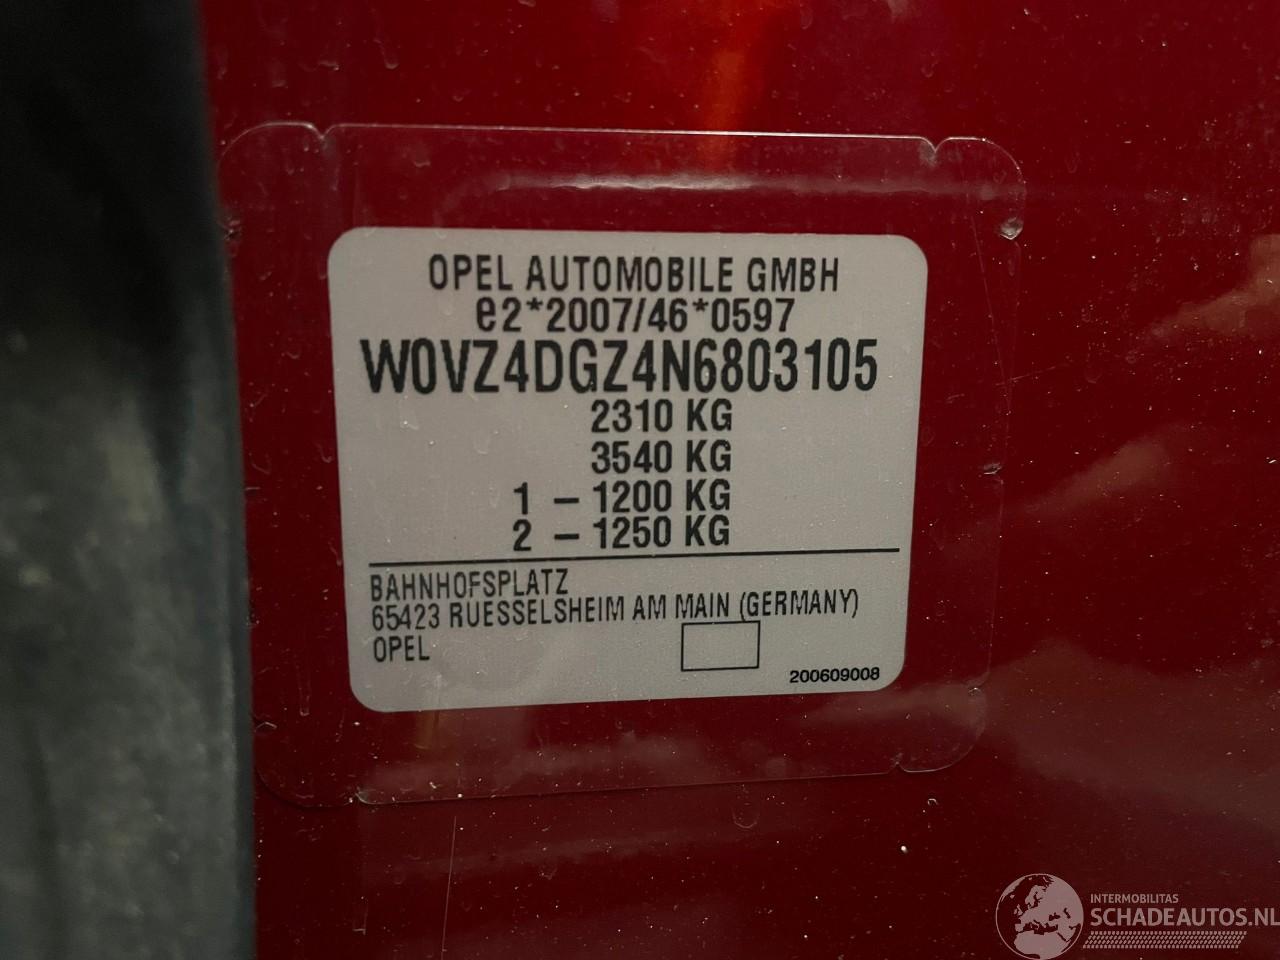 OPEL AUTOMOBILE GMBH
e2*2007/46*0597
W0VZ4DGZ4N6803105
2310 KG
3540 KG
1 – 1200 KG
2 – 1250 KG
BAHNHOFSPLATZ
65423 RUESSELSHEIM AM MAIN (GERMANY)
OPEL
200609008
INTERMOBILITAS
SCHADEAUTOS.NL